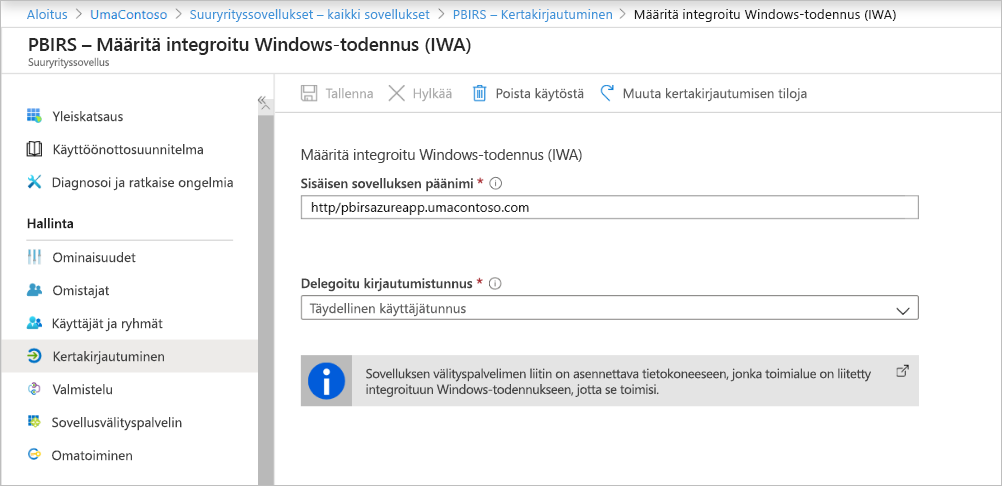 Aloitus > UmaContoso > Suuryrityssovellukset – kaikki sovellukset > PBIRS – Kertakirjautuminen > Määritä integroitu Windows-todennus (IWA)
PBIRS – Määritä integroitu Windows-todennus (IWA)
Suuryrityssovellus
Tallenna Hylkää Poista käytöstä Muuta kertakirjautumisen tiloja
Yleiskatsaus
Käyttöönottosuunnitelma
Diagnosoi ja ratkaise ongelmia
Hallinta
Ominaisuudet
Omistajat
Käyttäjät ja ryhmät
Kertakirjautuminen
Valmistelu
Sovellusvälityspalvelin
Omatoiminen
Määritä integroitu Windows-todennus (IWA)
Sisäisen sovelluksen päänimi *
http/pbirsazureapp.umacontoso.com
Delegoitu kirjautumistunnus *
Täydellinen käyttäjätunnus
Sovelluksen välityspalvelimen liitin on asennettava tietokoneeseen, jonka toimialue on liitetty
integroituun Windows-todennukseen, jotta se toimisi.